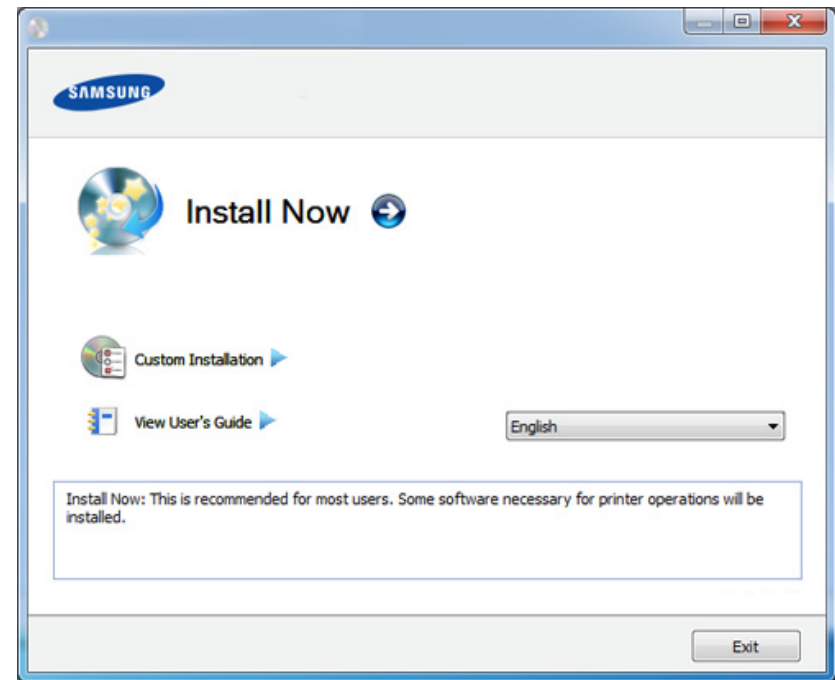 SAMSUNG
Install Now
Custom Installation
View User's Guide
English
Install Now: This is recommended for most users. Some software necessary for printer operations will be
installed.
Exit